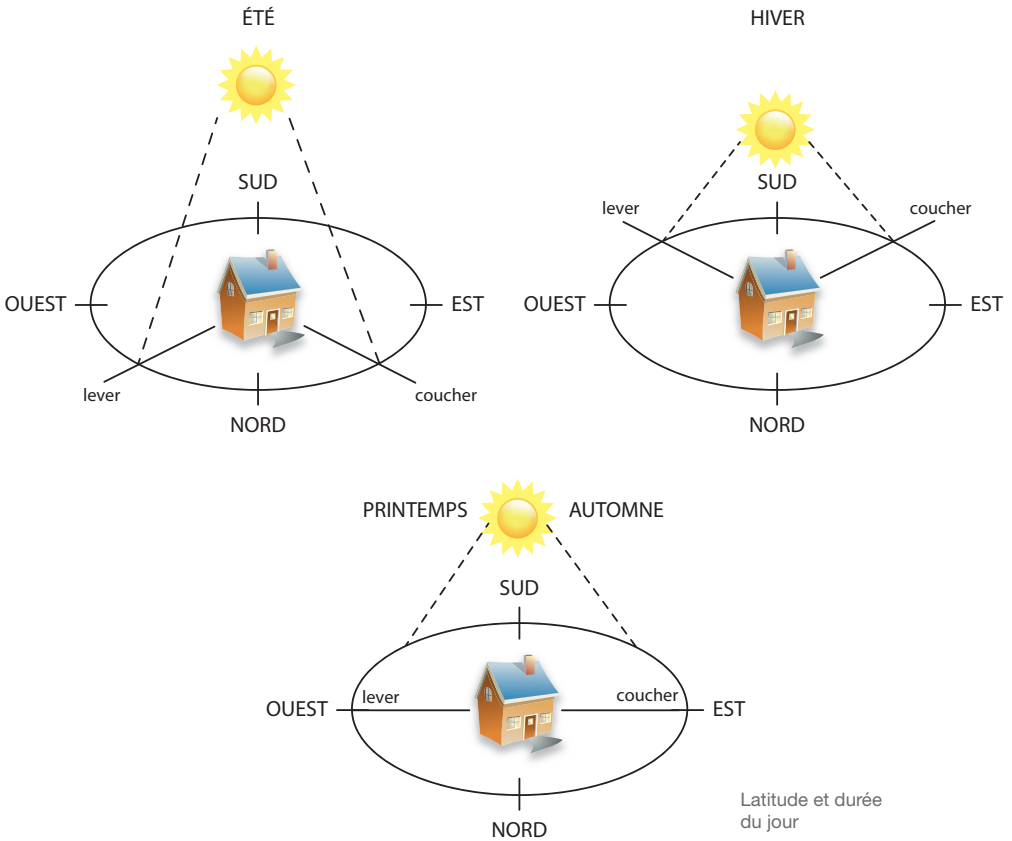 ÉTÉ
SUD
OUEST
EST
lever
coucher
NORD
HIVER
SUD
lever
coucher
OUEST
EST
NORD
PRINTEMPS
AUTOMNE
SUD
OUEST
lever
coucher
EST
NORD
Latitude et durée
du jour